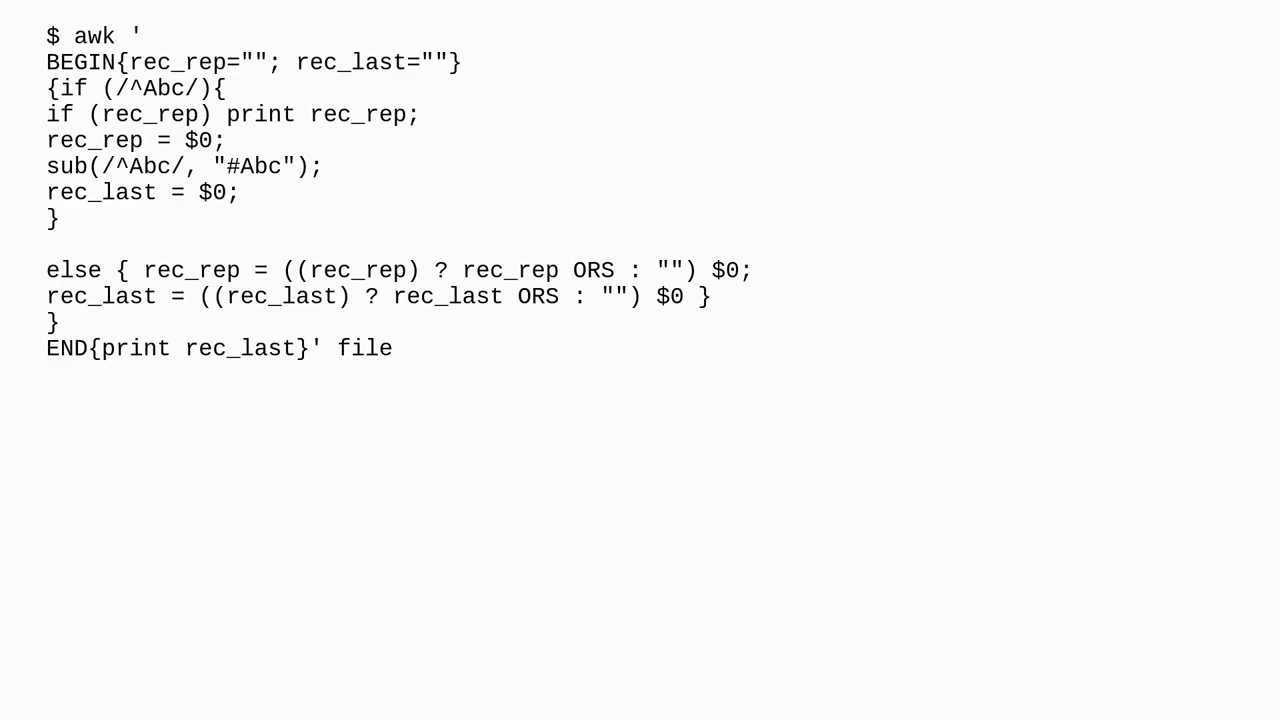 $ awk '
BEGIN{rec_rep=""; rec_last=""}
{if (/^Abc/){
if (rec_rep) print rec_rep;
rec_rep = $0;
sub(/^Abc/, "#Abc");
rec_last = $0;
}
else { rec_rep = ((rec_rep) ? rec_rep ORS : "") $0;
rec_last = ((rec_last) ? rec_last ORS : "") $0 }
}
END{print rec_last}' file